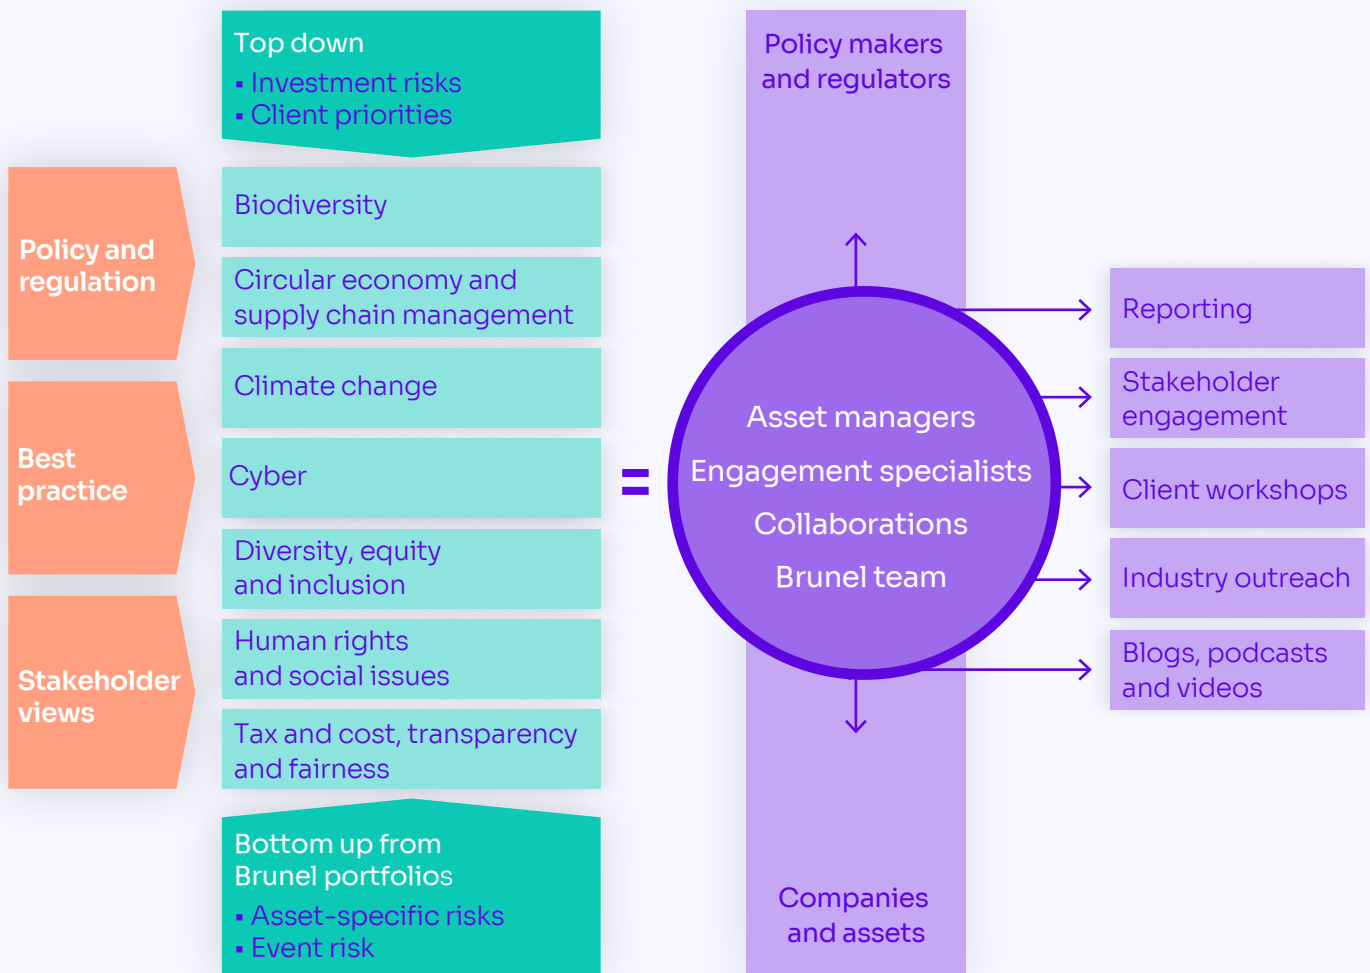 Top down
▪ Investment risks
▪ Client priorities
Policy and
regulation
Best
practice
Stakeholder
views
Biodiversity
Circular economy and
supply chain management
Climate change
Cyber
Diversity, equity
and inclusion
Human rights
and social issues
Tax and cost, transparency
and fairness
Bottom up from
Brunel portfolios
▪ Asset-specific risks
▪ Event risk
=
Policy makers
and regulators
Asset managers
Engagement specialists
Collaborations
Brunel team
Companies
and assets
Reporting
Stakeholder
engagement
Client workshops
Industry outreach
Blogs, podcasts
and videos